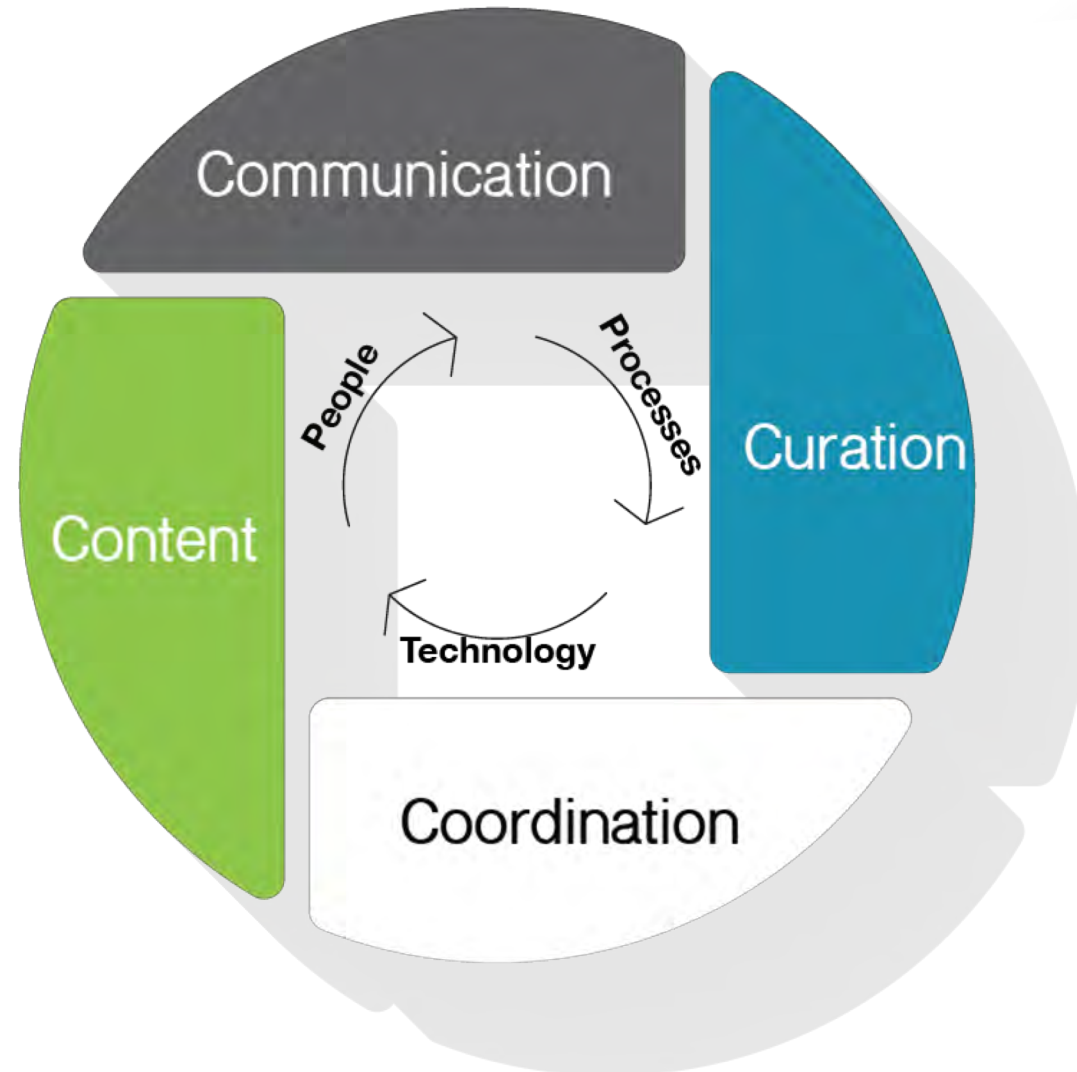 Communication
Curation
Coordination
Content
People
Processes
Technology